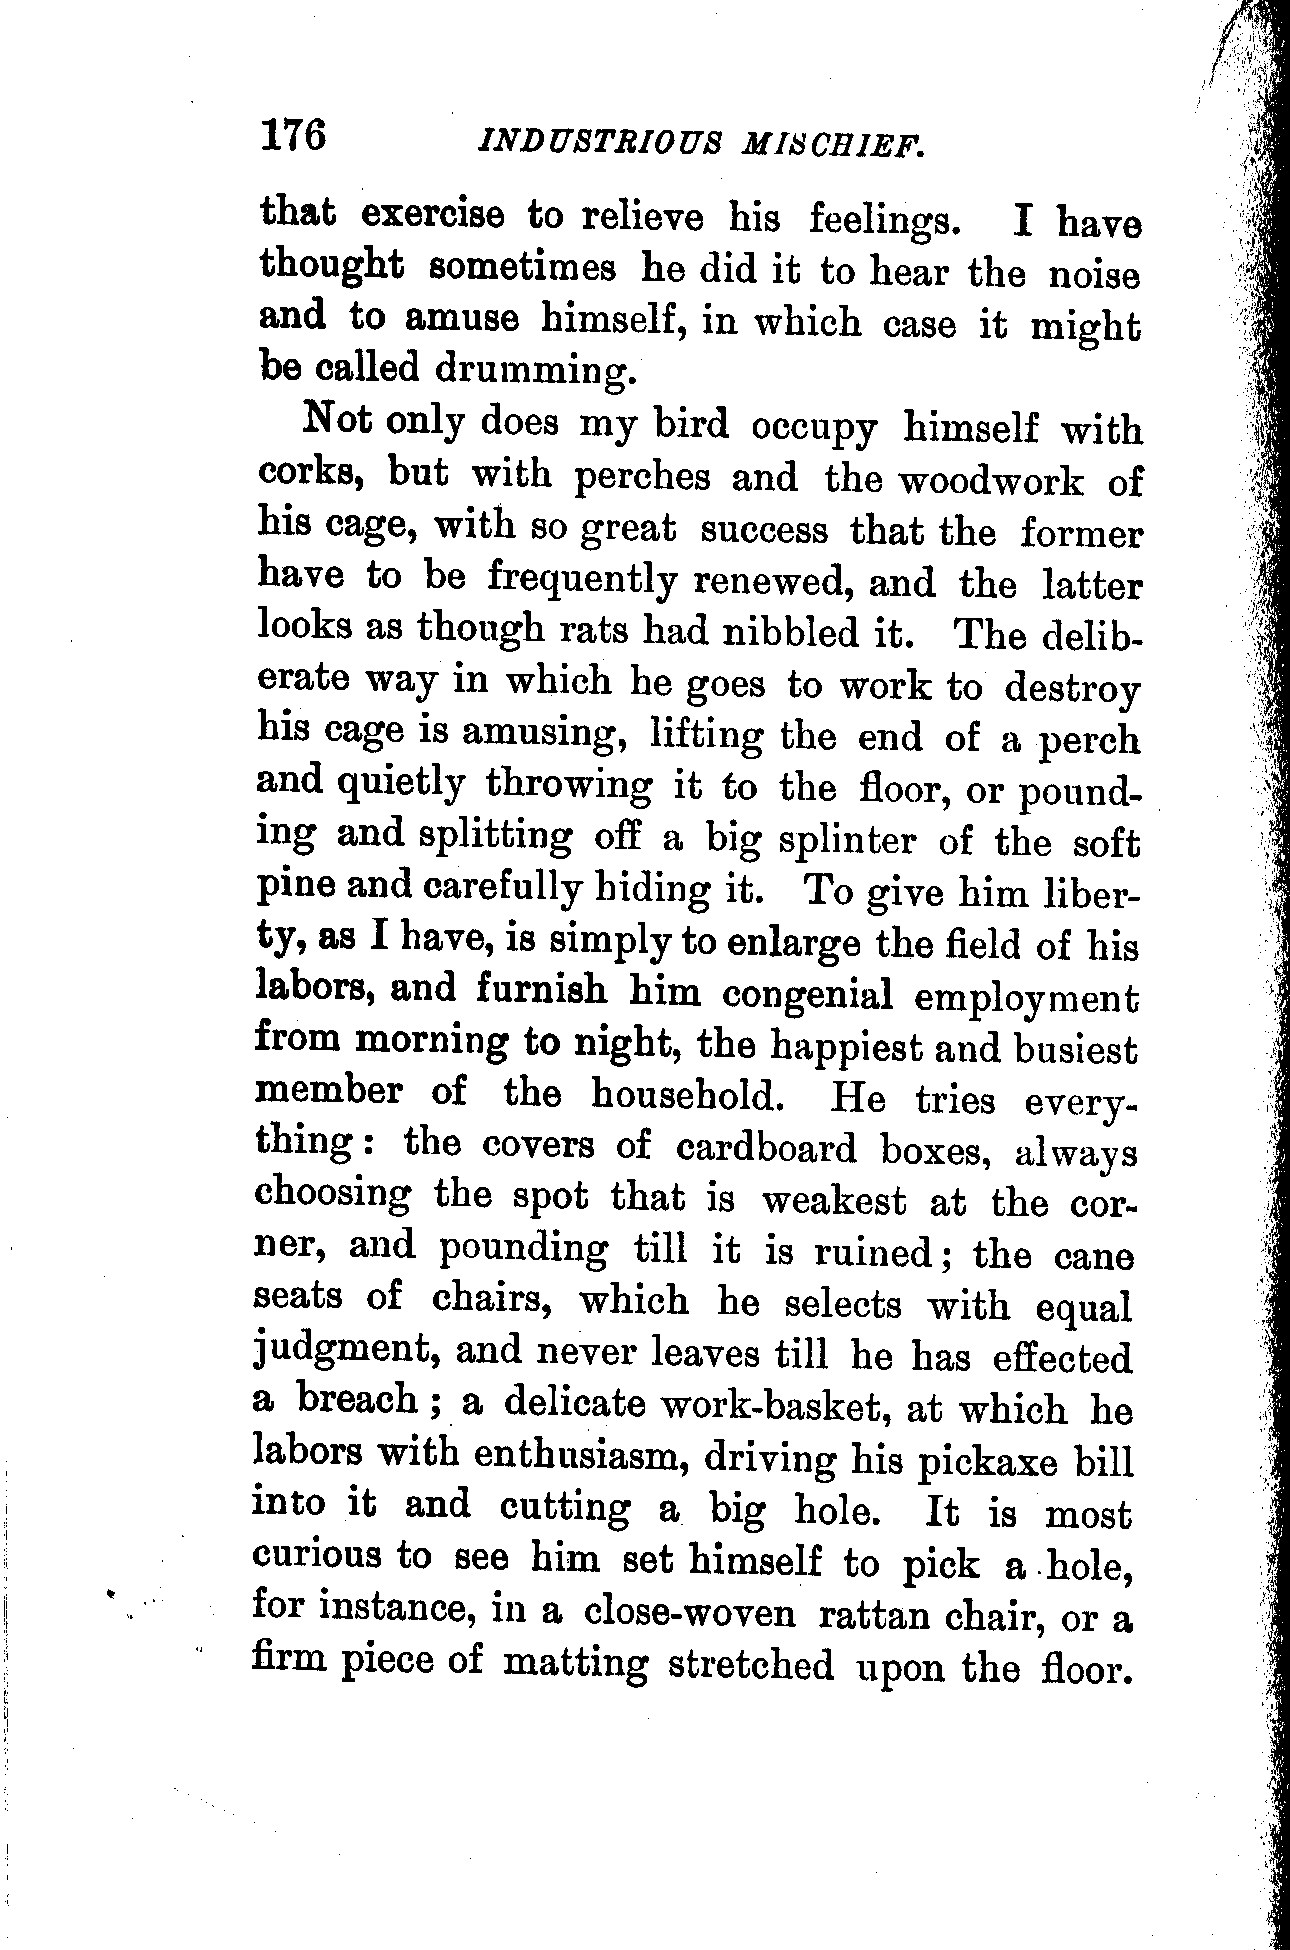 176 INDUSTRIOUS MISCHIEF.
that exercise to relieve his feelings. I have
thought sometimes he did it to hear the noise
and to amuse himself, in which case it might
be called drumming.
Not only does my bird occupy himself with
corks, but with perches and the woodwork of
his cage, with so great success that the former
have to be frequently renewed, and the latter
looks as though rats had nibbled it. The delib-
erate way in which he goes to work to destroy
his cage is amusing, lifting the end of a perch
and quietly throwing it to the floor, or pound-
ing and splitting off a big splinter of the soft
pine and carefully hiding it. To give him liber-
ty, as I have, is simply to enlarge the field of his
labors, and furnish him congenial employment
from morning to night, the happiest and busiest
member of the household. He tries every-
thing: the covers of cardboard boxes, always
choosing the spot that is weakest at the cor-
ner, and pounding till it is ruined; the cane
seats of chairs, which he selects with equal
judgment, and never leaves till he has effected
a breach; a delicate work-basket, at which he
labors with enthusiasm, driving his pickaxe bill
into it and cutting a big hole. It is most
curious to see him set himself to pick a hole,
for instance, in a close-woven rattan chair, or a
firm piece of matting stretched upon the floor.